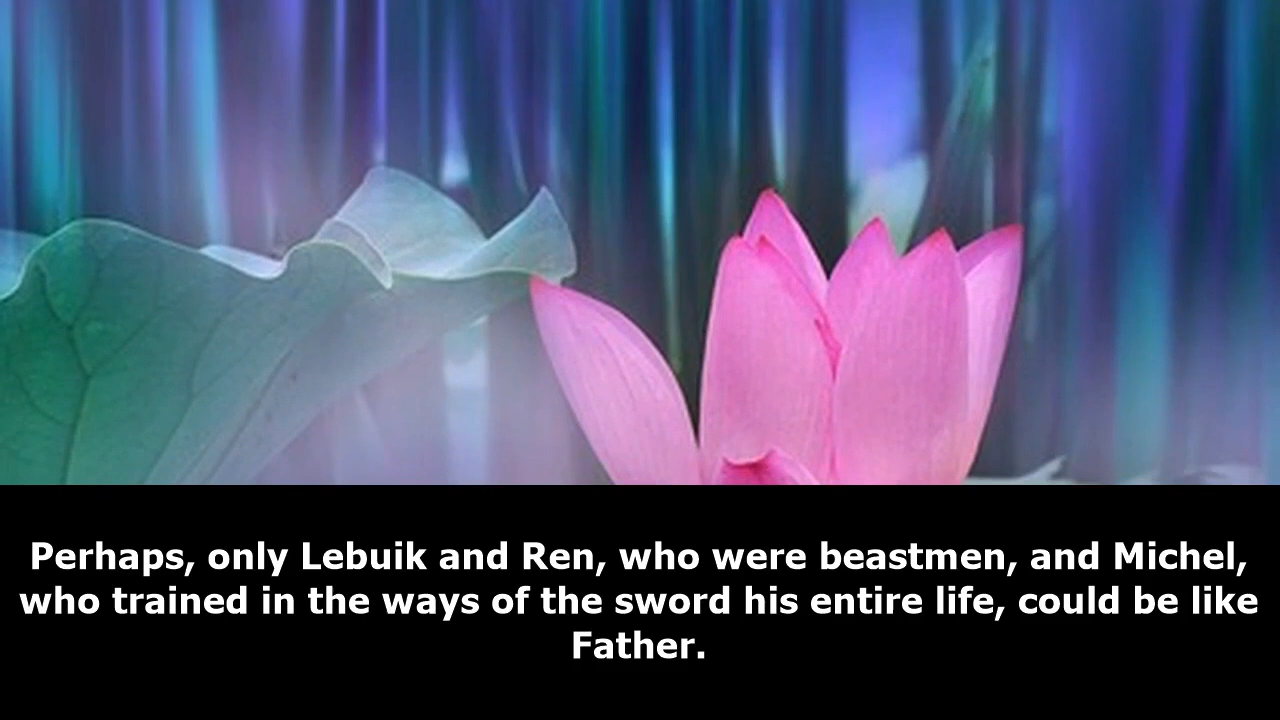 Perhaps, only Lebuik and Ren, who were beastmen, and Michel,
who trained in the ways of the sword his entire life, could be like
Father.